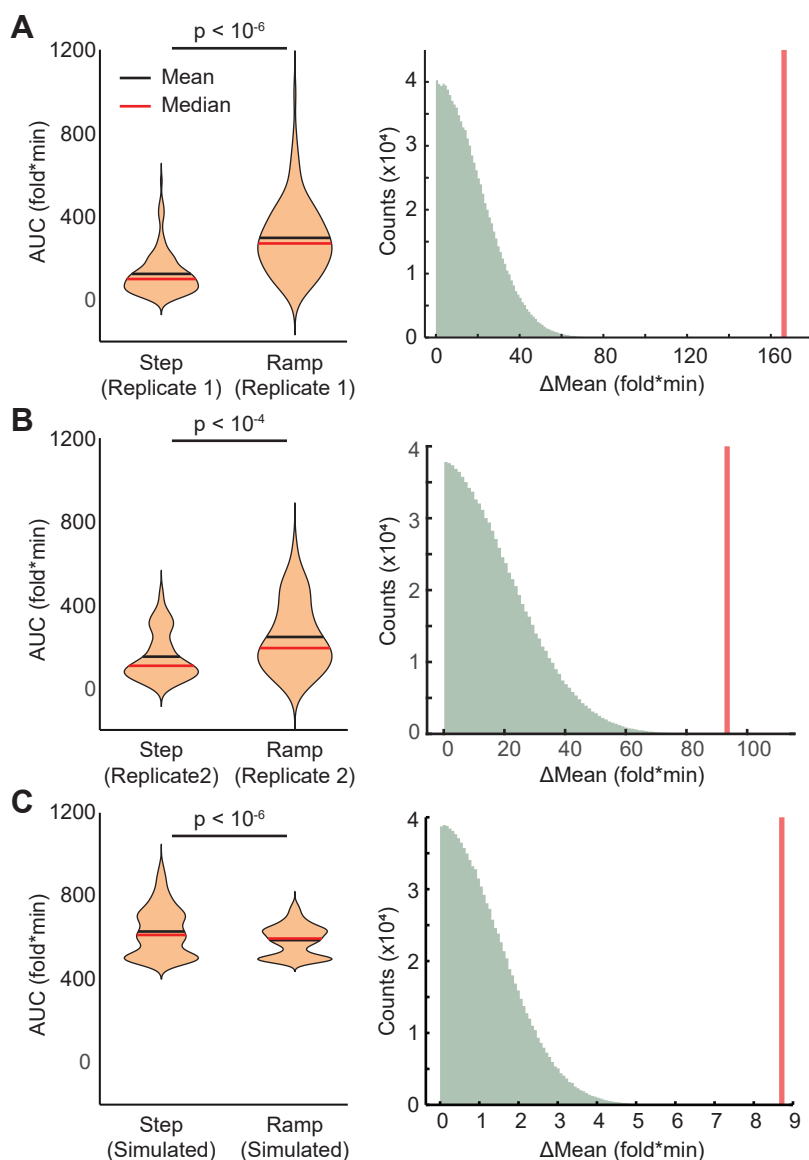 A
p < 10⁻⁶
1200
800
400
0
AUC (fold*min)
Mean
Median
Step
(Replicate 1)
Ramp
(Replicate 1)
4
3
2
1
0
Counts (x10⁴)
0 40 80 120 160
ΔMean (fold*min)
B
p < 10⁻⁴
1200
800
400
0
AUC (fold*min)
Step
(Replicate2)
Ramp
(Replicate 2)
4
3
2
1
0
Counts (x10⁴)
0 20 40 60 80 100
ΔMean (fold*min)
C
p < 10⁻⁶
1200
800
400
0
AUC (fold*min)
Step
(Simulated)
Ramp
(Simulated)
4
3
2
1
0
Counts (x10⁴)
0 1 2 3 4 5 6 7 8 9
ΔMean (fold*min)